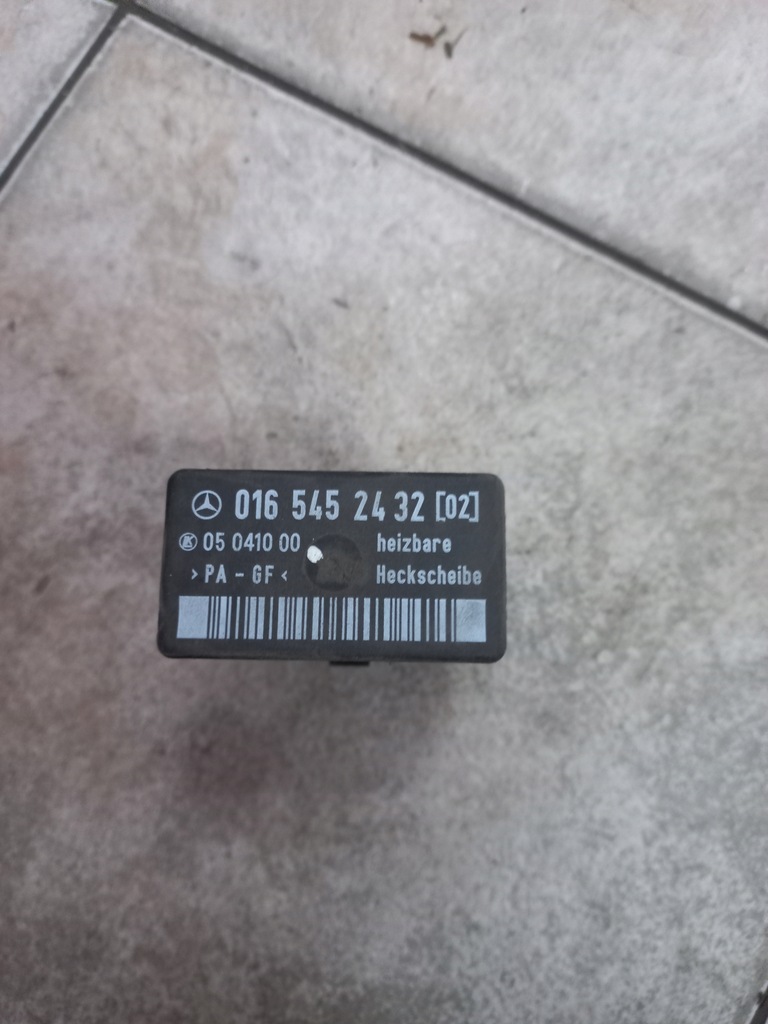 016 545 24 32 [02]
05 0410 00
heizbare
> PA - GF <
Heckscheibe